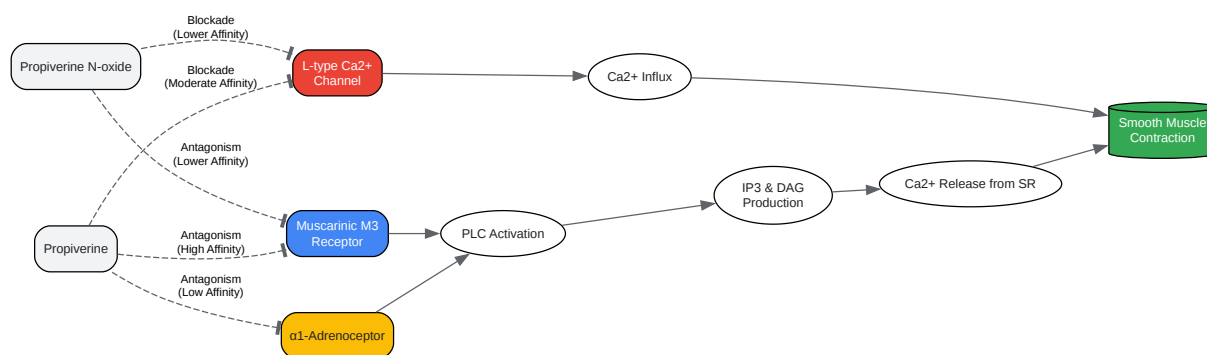 Blockade
(Lower Affinity)
Propiverine N-oxide
L-type Ca2+
Channel
Blockade
(Moderate Affinity)
Ca2+ Influx
Smooth Muscle
Contraction
Antagonism
(Lower Affinity)
IP3 & DAG
Production
Ca2+ Release from SR
Muscarinic M3
Receptor
PLC Activation
Propiverine
Antagonism
(High Affinity)
Antagonism
(Low Affinity)
α1-Adrenoceptor